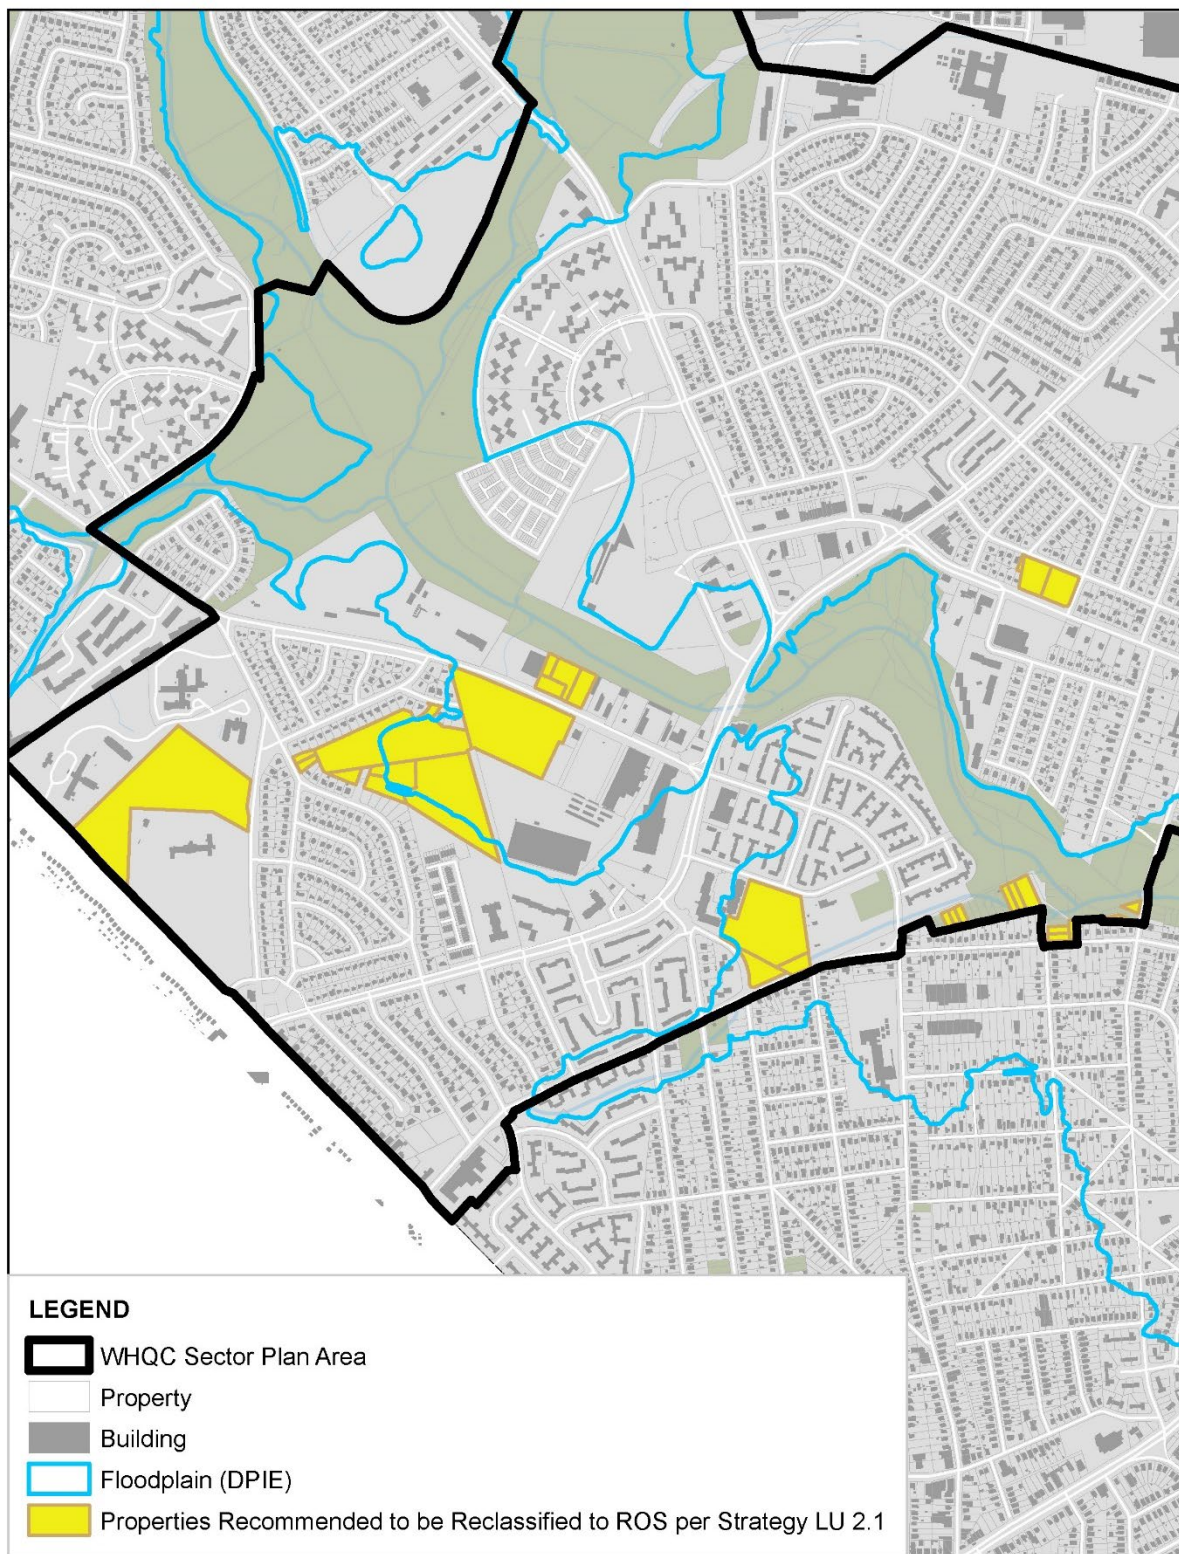 LEGEND
WHQC Sector Plan Area
Property
Building
Floodplain (DPIE)
Properties Recommended to be Reclassified to ROS per Strategy LU 2.1